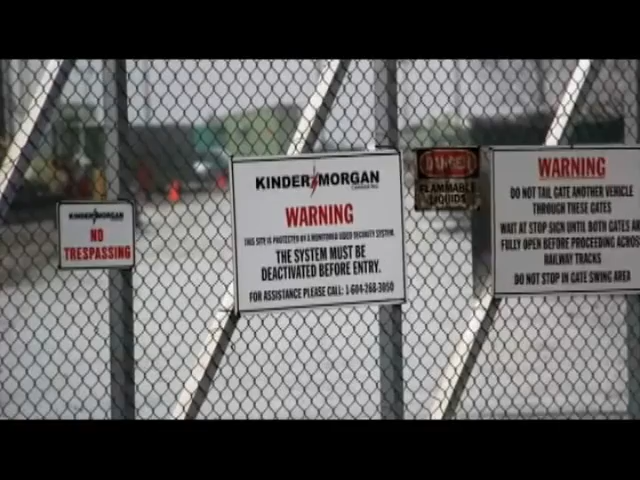 KINDER MORGAN
NO
TRESPASSING
KINDER MORGAN
CANADA INC.
WARNING
THIS SITE IS PROTECTED BY A MONITORED VIDEO SECURITY SYSTEM.
THE SYSTEM MUST BE
DEACTIVATED BEFORE ENTRY.
FOR ASSISTANCE PLEASE CALL: 1-604-268-3050
DANGER
FLAMMABLE
LIQUIDS
WARNING
DO NOT TAIL GATE ANOTHER VEHICLE
THROUGH THESE GATES
WAIT AT STOP SIGN UNTIL BOTH GATES AR
FULLY OPEN BEFORE PROCEEDING ACROSS
RAILWAY TRACKS
DO NOT STOP IN GATE SWING AREA